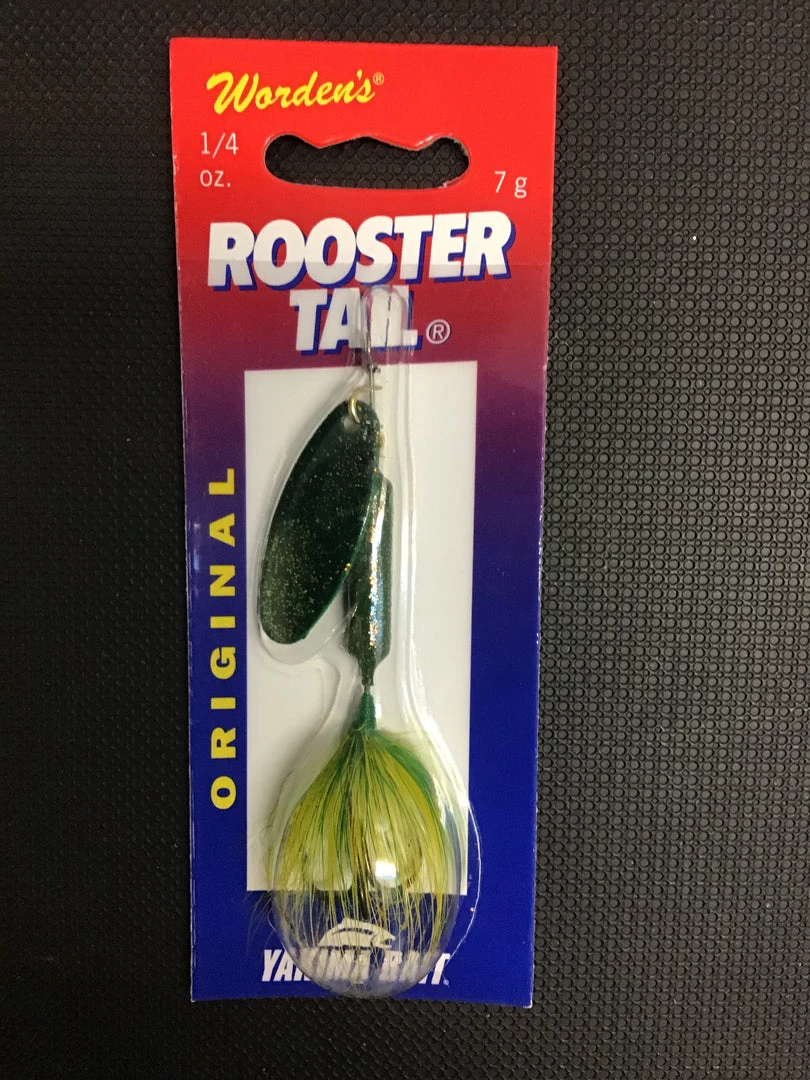 Worden's®
1/4
oz.
7 g
ROOSTER
TAIL®
ORIGINAL
YAKIMA BAIT